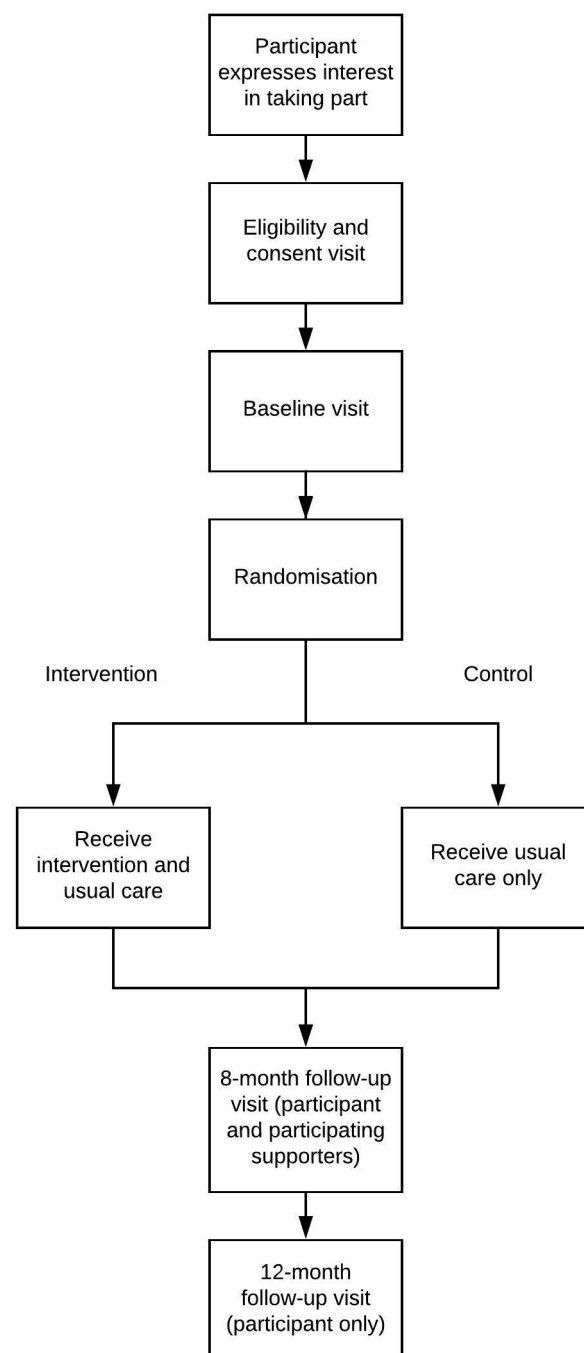 Participant
expresses interest
in taking part
Eligibility and
consent visit
Baseline visit
Randomisation
Intervention
Control
Receive
intervention and
usual care
Receive usual
care only
8-month follow-up
visit (participant
and participating
supporters)
12-month
follow-up visit
(participant only)